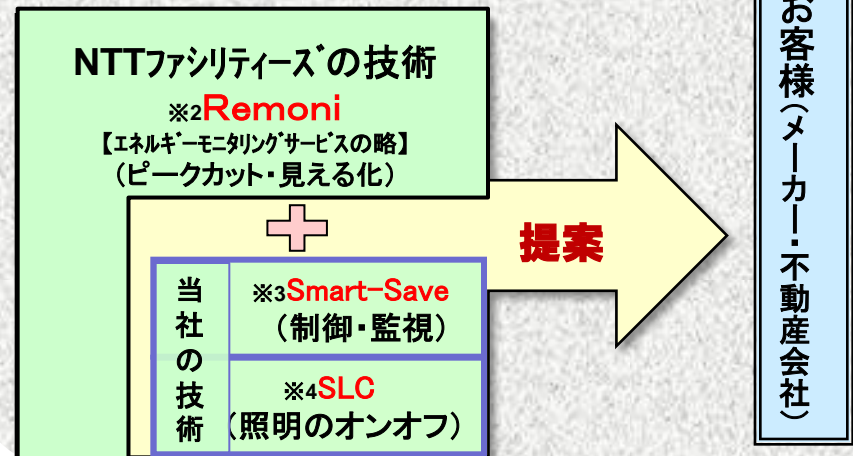 NTTファシリティーズの技術
※2Remoni
【エネルギーモニタリングサービスの略】
(ピークカット・見える化)
当社の技術
※3Smart-Save
(制御・監視)
※4SLC
(照明のオンオフ)
提案
お客様(メーカー・不動産会社)